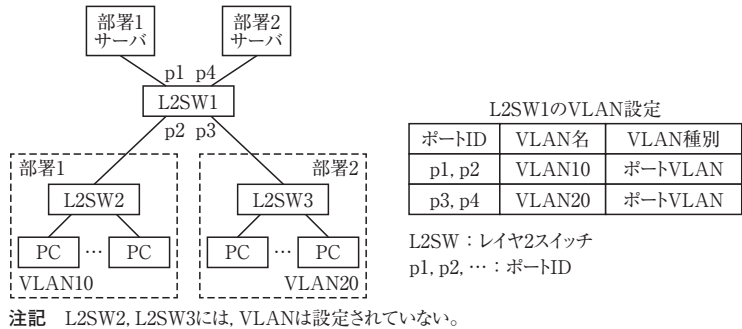 部署1
サーバ
部署2
サーバ
p1 p4
L2SW1
p2 p3
部署1
部署2
L2SW2
L2SW3
PC … PC
PC … PC
VLAN10
VLAN20
L2SW1のVLAN設定
ポートID VLAN名 VLAN種別
p1, p2 VLAN10 ポートVLAN
p3, p4 VLAN20 ポートVLAN
L2SW：レイヤ2スイッチ
p1, p2, …：ポートID
注記 L2SW2, L2SW3には, VLANは設定されていない。